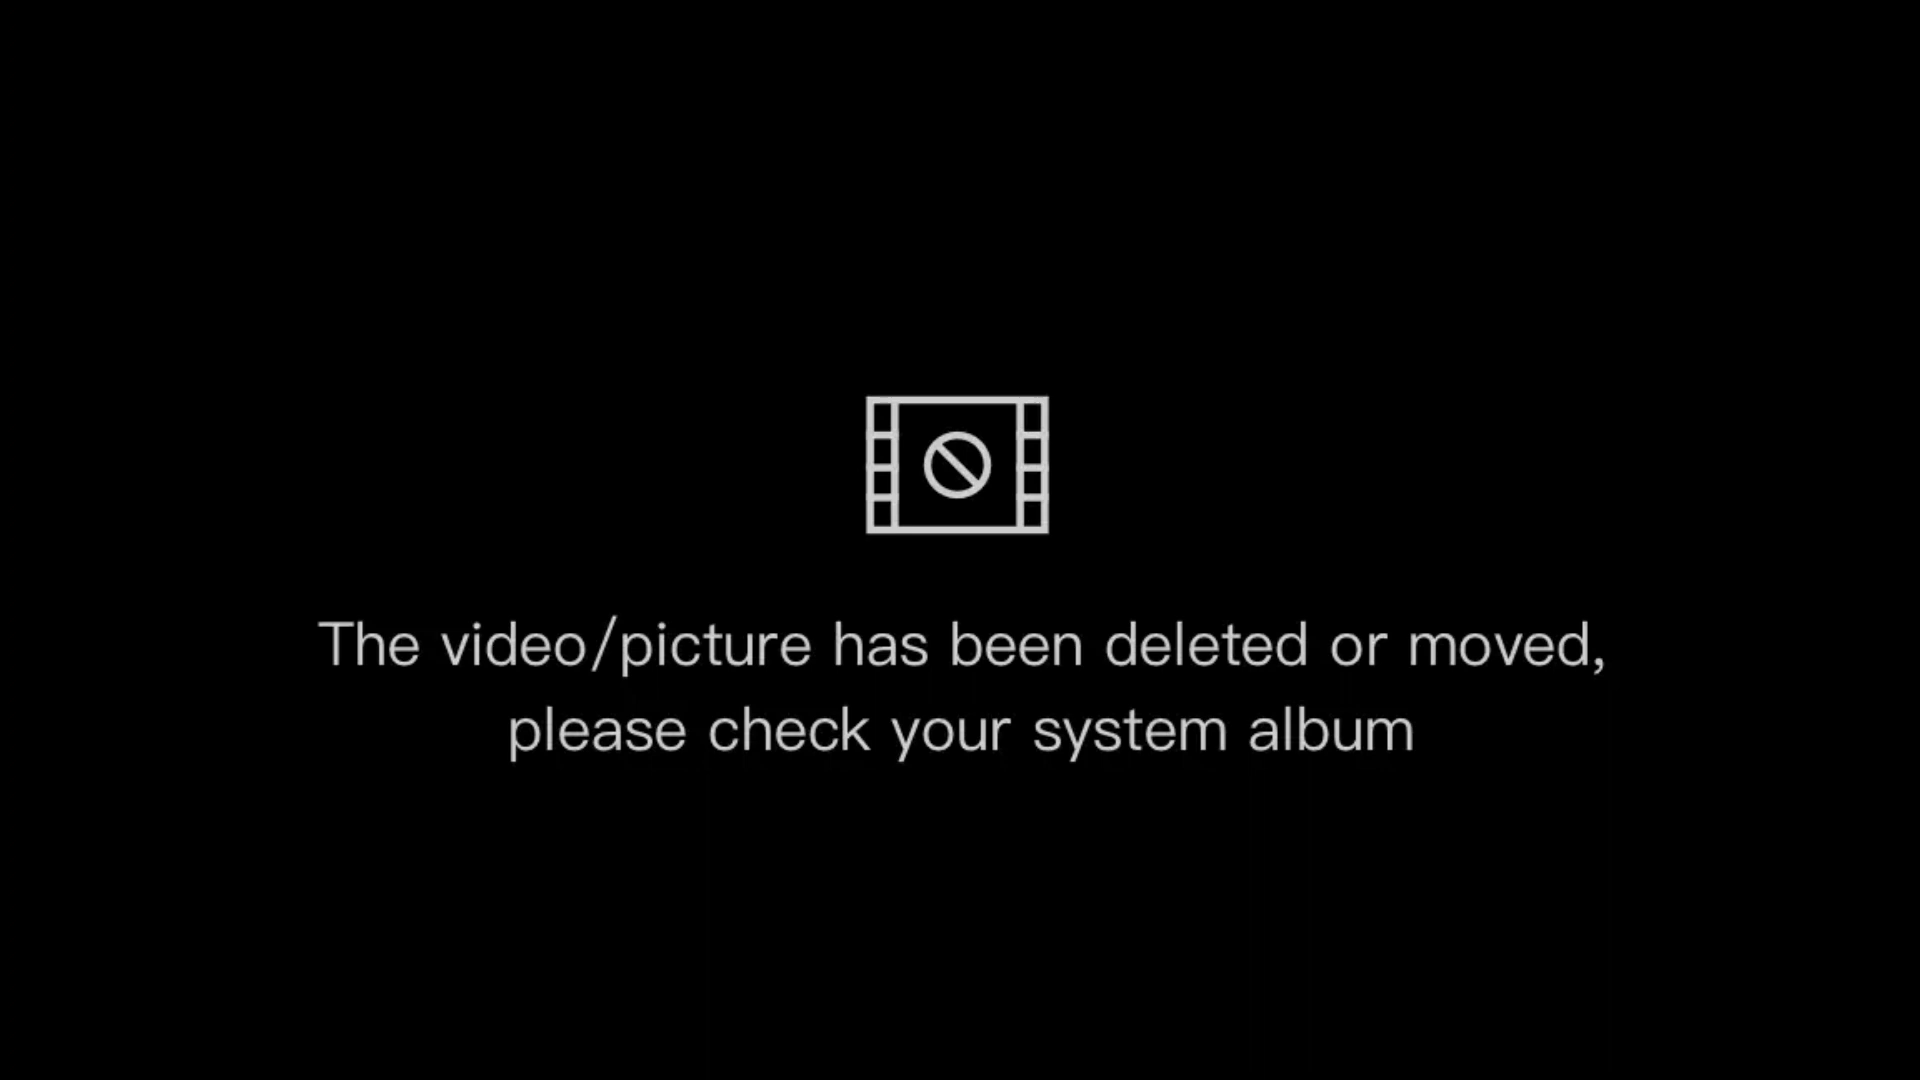 The video/picture has been deleted or moved,
please check your system album